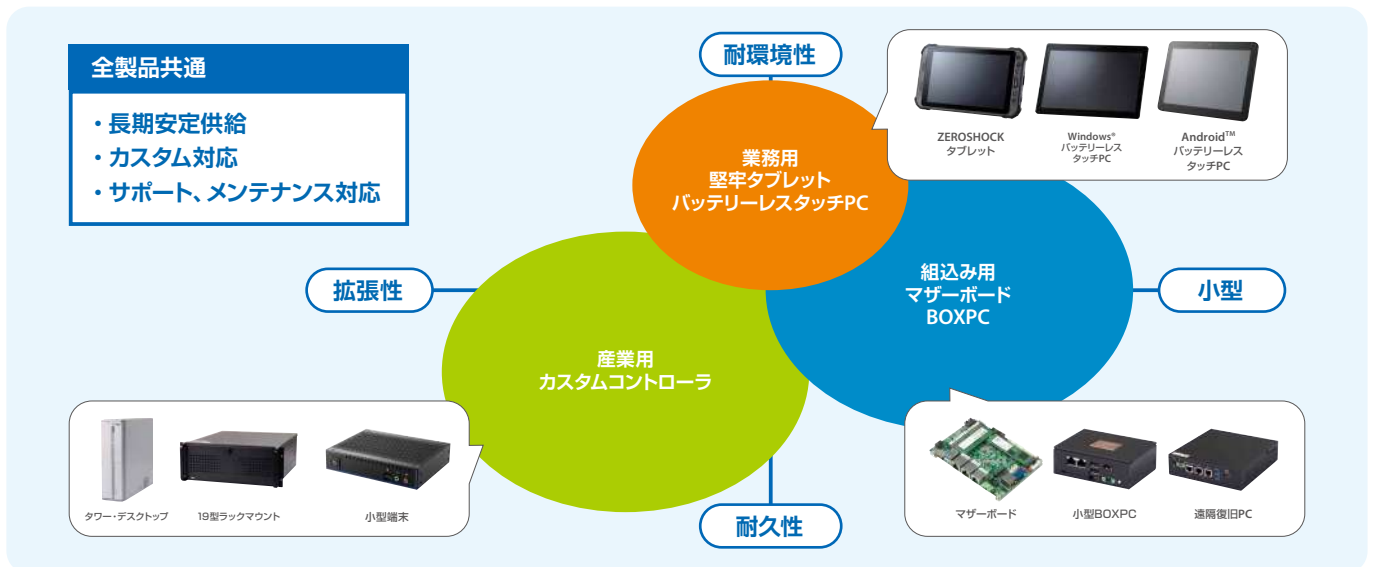 全製品共通
・長期安定供給
・カスタム対応
・サポート、メンテナンス対応
耐環境性
ZEROSHOCK
タブレット
Windows®
バッテリーレス
タッチPC
Android™
バッテリーレス
タッチPC
業務用
堅牢タブレット
バッテリーレスタッチPC
拡張性
組込み用
マザーボード
BOXPC
小型
産業用
カスタムコントローラ
タワー・デスクトップ
19型ラックマウント
小型端末
耐久性
マザーボード
小型BOXPC
遠隔復旧PC